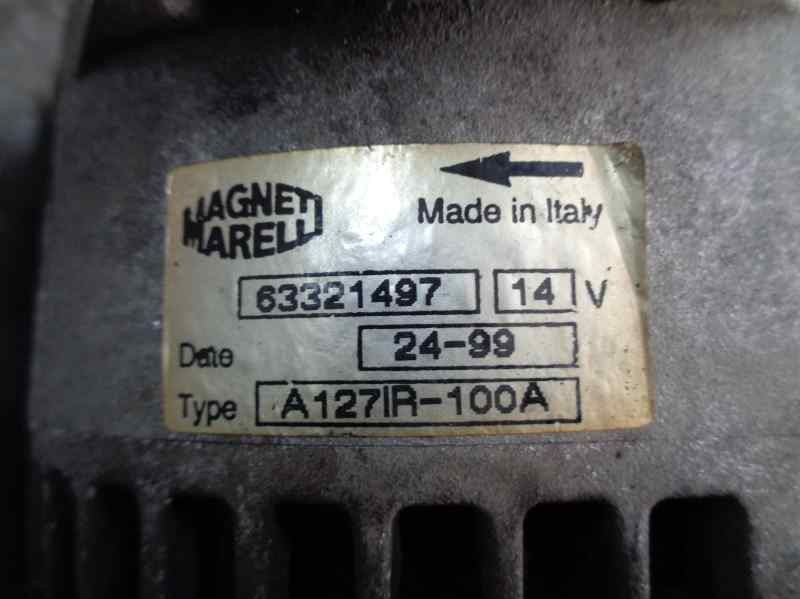 MAGNETI
MARELLI
Made in Italy
63321497 14 V
Date 24-99
Type A127IR-100A